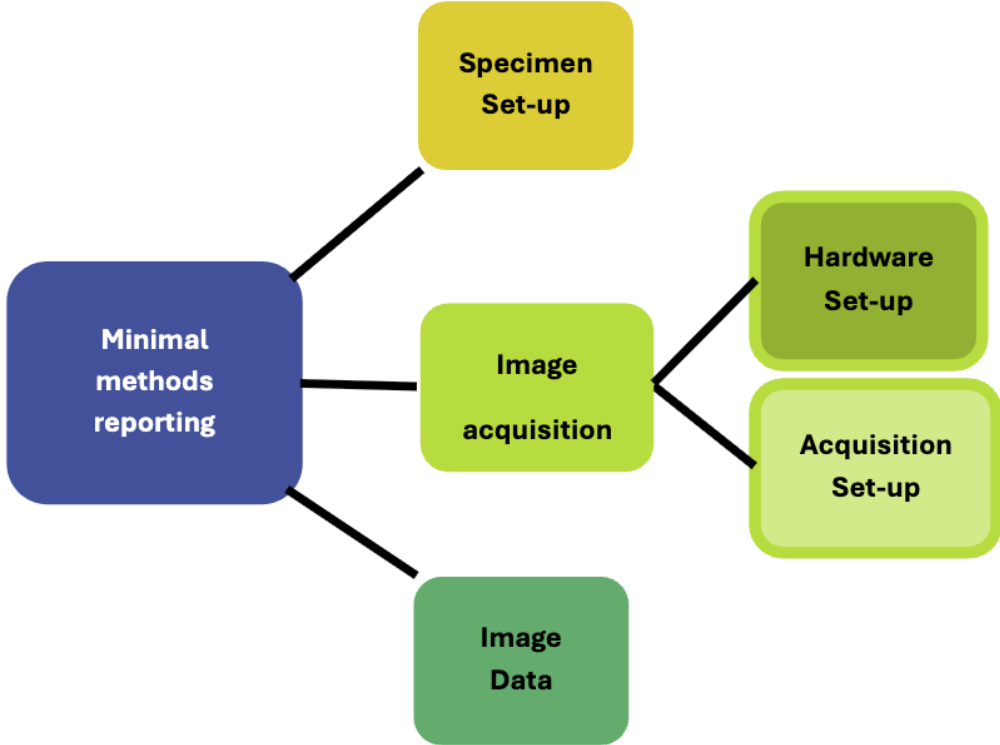 Specimen
Set-up
Minimal
methods
reporting
Image
acquisition
Hardware
Set-up
Acquisition
Set-up
Image
Data